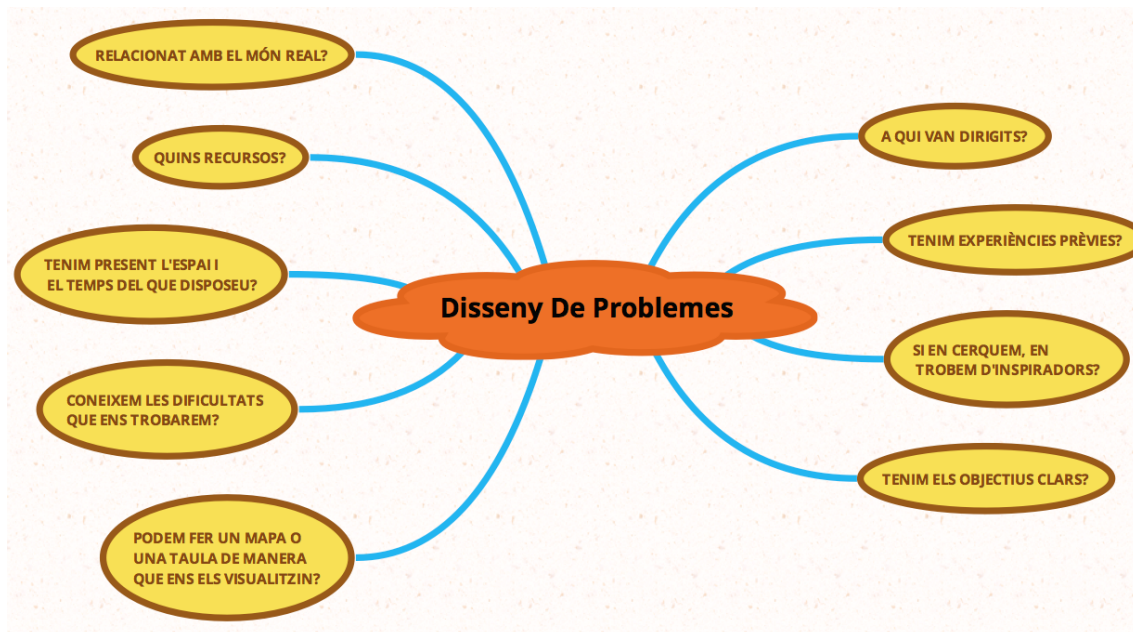 RELACIONAT AMB EL MÓN REAL?
QUINS RECURSOS?
TENIM PRESENT L'ESPAI I
EL TEMPS DEL QUE DISPOSEU?
CONEIXEM LES DIFICULTATS
QUE ENS TROBAREM?
PODEM FER UN MAPA O
UNA TAULA DE MANERA
QUE ENS ELS VISUALITZIN?
Disseny De Problemes
A QUI VAN DIRIGITS?
TENIM EXPERIÈNCIES PRÈVIES?
SI EN CERQUEM, EN
TROBEM D'INSPIRADORS?
TENIM ELS OBJECTIUS CLARS?